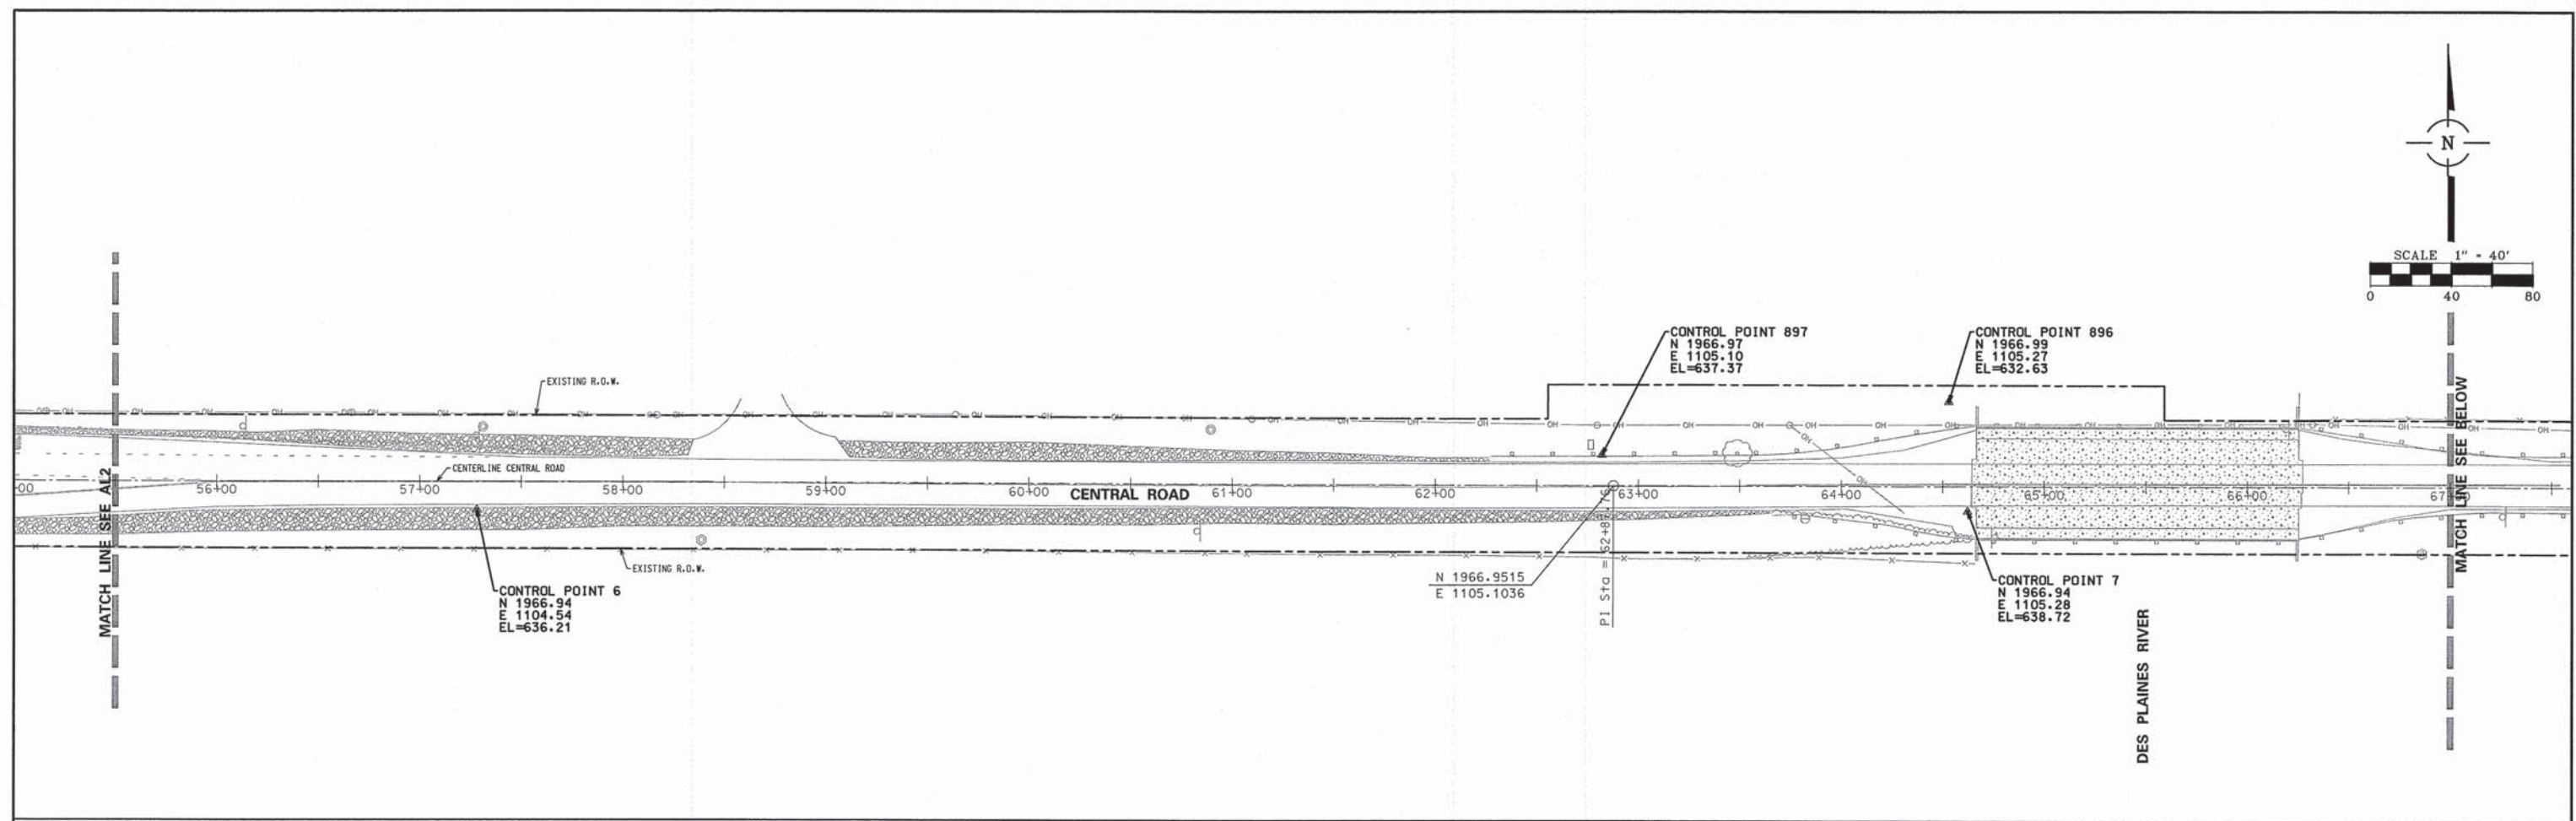 N
SCALE 1" = 40'
0 40 80
CONTROL POINT 897
N 1966.97
E 1105.10
EL=637.37
CONTROL POINT 896
N 1966.99
E 1105.27
EL=632.63
EXISTING R.O.W.
CENTERLINE CENTRAL ROAD
56+00 57+00 58+00 59+00 60+00 61+00 62+00 63+00 64+00 65+00 66+00
CENTRAL ROAD
MATCH LINE SEE AL2
MATCH LINE SEE BELOW
EXISTING R.O.W.
CONTROL POINT 6
N 1966.94
E 1104.54
EL=636.21
N 1966.9515
E 1105.1036
PI Sta =
CONTROL POINT 7
N 1966.94
E 1105.28
EL=638.72
DES PLAINES RIVER